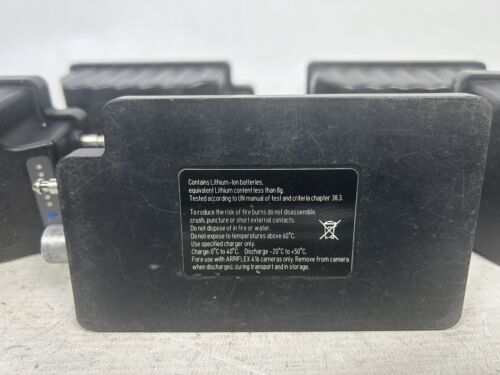 Contains Lithium-Ion batteries,
equivalent Lithium content less than 8g.
Tested according to UN manual of test and criteria chapter 38.3.
To reduce the risk of fire burns do not disassemble,
crush, puncture or short external contacts.
Do not dispose of in fire or water.
Do not expose to temperatures above 60°C.
Use specified charger only.
Charge: 0°C to 40°C. Discharge -20°C to +50°C.
Fore use with ARRIFLEX 416 cameras only. Remove from camera
when discharged, during transport and in storage.